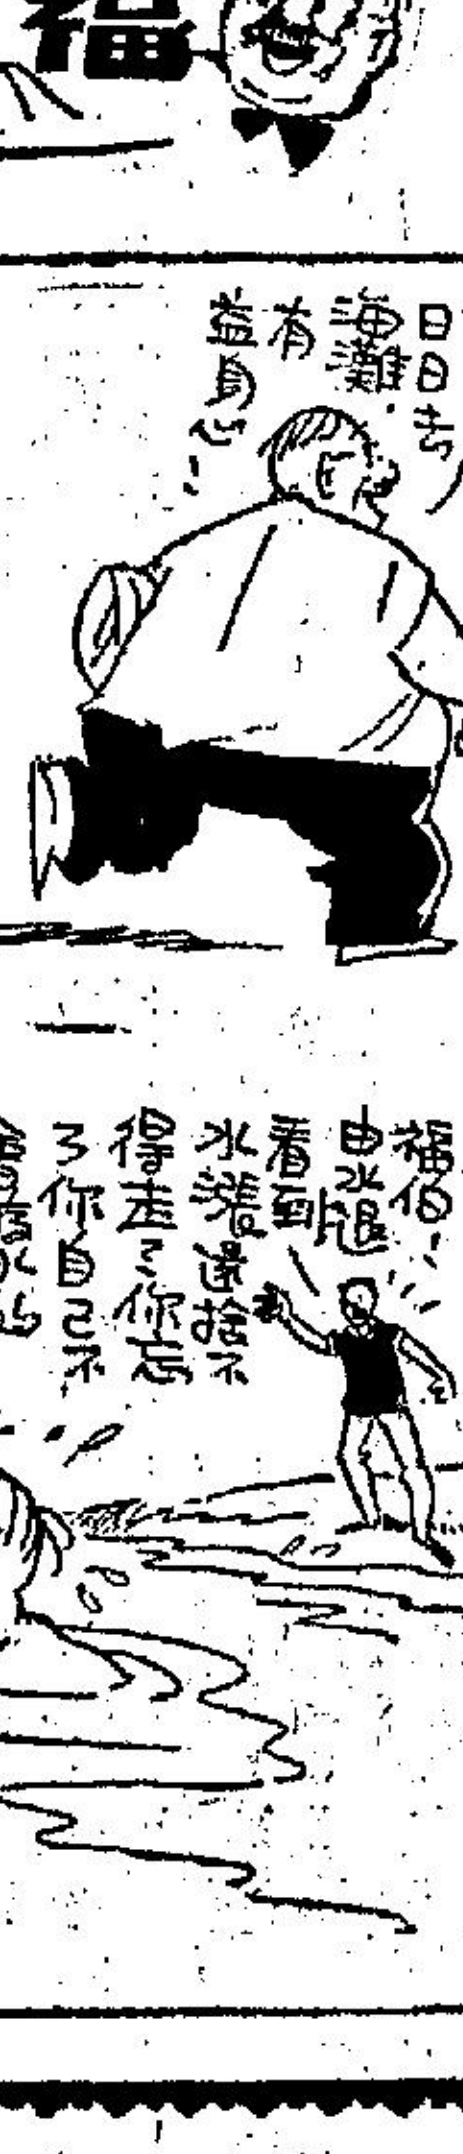 福
日日去
海灘,
有
益身心…
福伯!
由水退
看到
水漲還捨不
得走了你忘
了你自己不